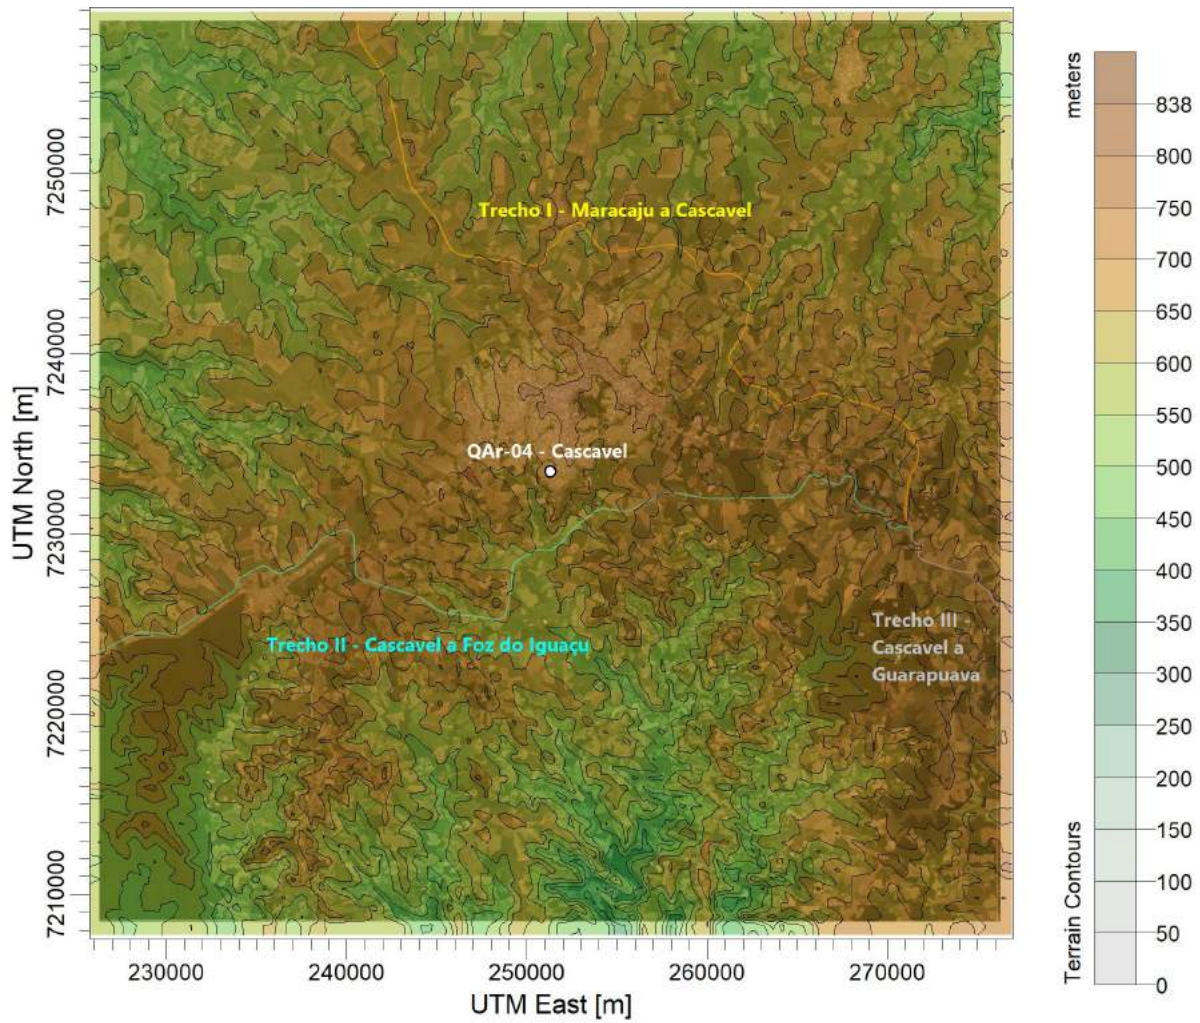 meters
838
800
750
700
650
600
550
500
450
400
350
300
250
200
150
100
50
0
Terrain Contours
UTM North [m]
7250000
7240000
7230000
7220000
7210000
Trecho I - Maracaju a Cascavel
QAr-04 - Cascavel
Trecho II - Cascavel a Foz do Iguaçu
Trecho III -
Cascavel a
Guarapuava
230000
240000
250000
260000
270000
UTM East [m]